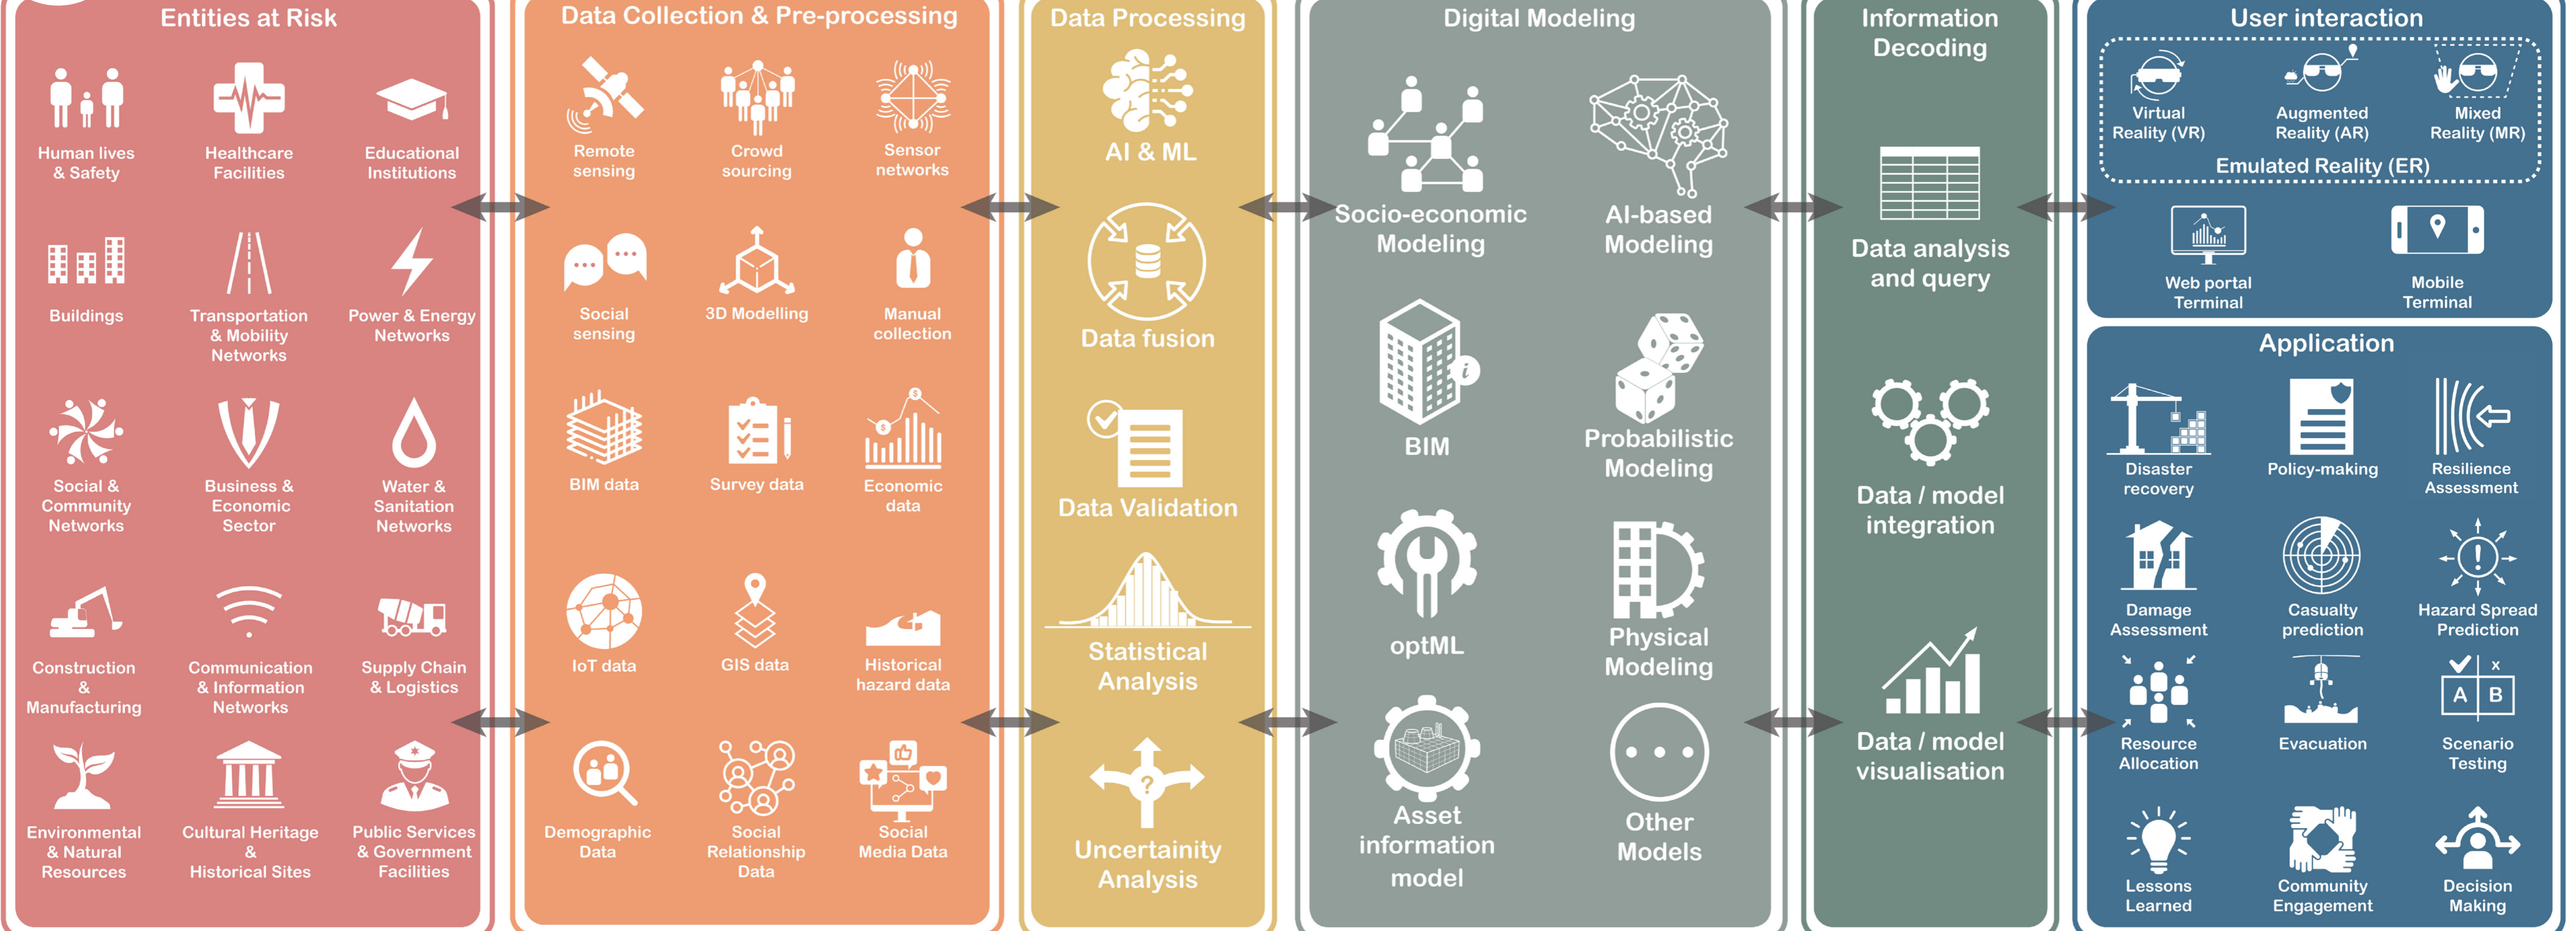 Entities at Risk
Human lives
& Safety
Healthcare
Facilities
Educational
Institutions
Buildings
Transportation
& Mobility
Networks
Power & Energy
Networks
Social &
Community
Networks
Business &
Economic
Sector
Water &
Sanitation
Networks
Construction
&
Manufacturing
Communication
& Information
Networks
Supply Chain
& Logistics
Environmental
& Natural
Resources
Cultural Heritage
&
Historical Sites
Public Services
& Government
Facilities
Data Collection & Pre-processing
Remote
sensing
Crowd
sourcing
Sensor
networks
Social
sensing
3D Modelling
Manual
collection
BIM data
Survey data
Economic
data
IoT data
GIS data
Historical
hazard data
Demographic
Data
Social
Relationship
Data
Social
Media Data
Data Processing
AI & ML
Data fusion
Data Validation
Statistical
Analysis
?
Uncertainity
Analysis
Digital Modeling
Socio-economic
Modeling
AI-based
Modeling
i
BIM
Probabilistic
Modeling
optML
Physical
Modeling
Asset
information
model
Other
Models
Information
Decoding
Data analysis
and query
Data / model
integration
Data / model
visualisation
User interaction
Virtual
Reality (VR)
Augmented
Reality (AR)
Mixed
Reality (MR)
Emulated Reality (ER)
Web portal
Terminal
Mobile
Terminal
Application
Disaster
recovery
Policy-making
Resilience
Assessment
Damage
Assessment
Casualty
prediction
!
Hazard Spread
Prediction
Resource
Allocation
Evacuation
x
A B
Scenario
Testing
Lessons
Learned
Community
Engagement
Decision
Making